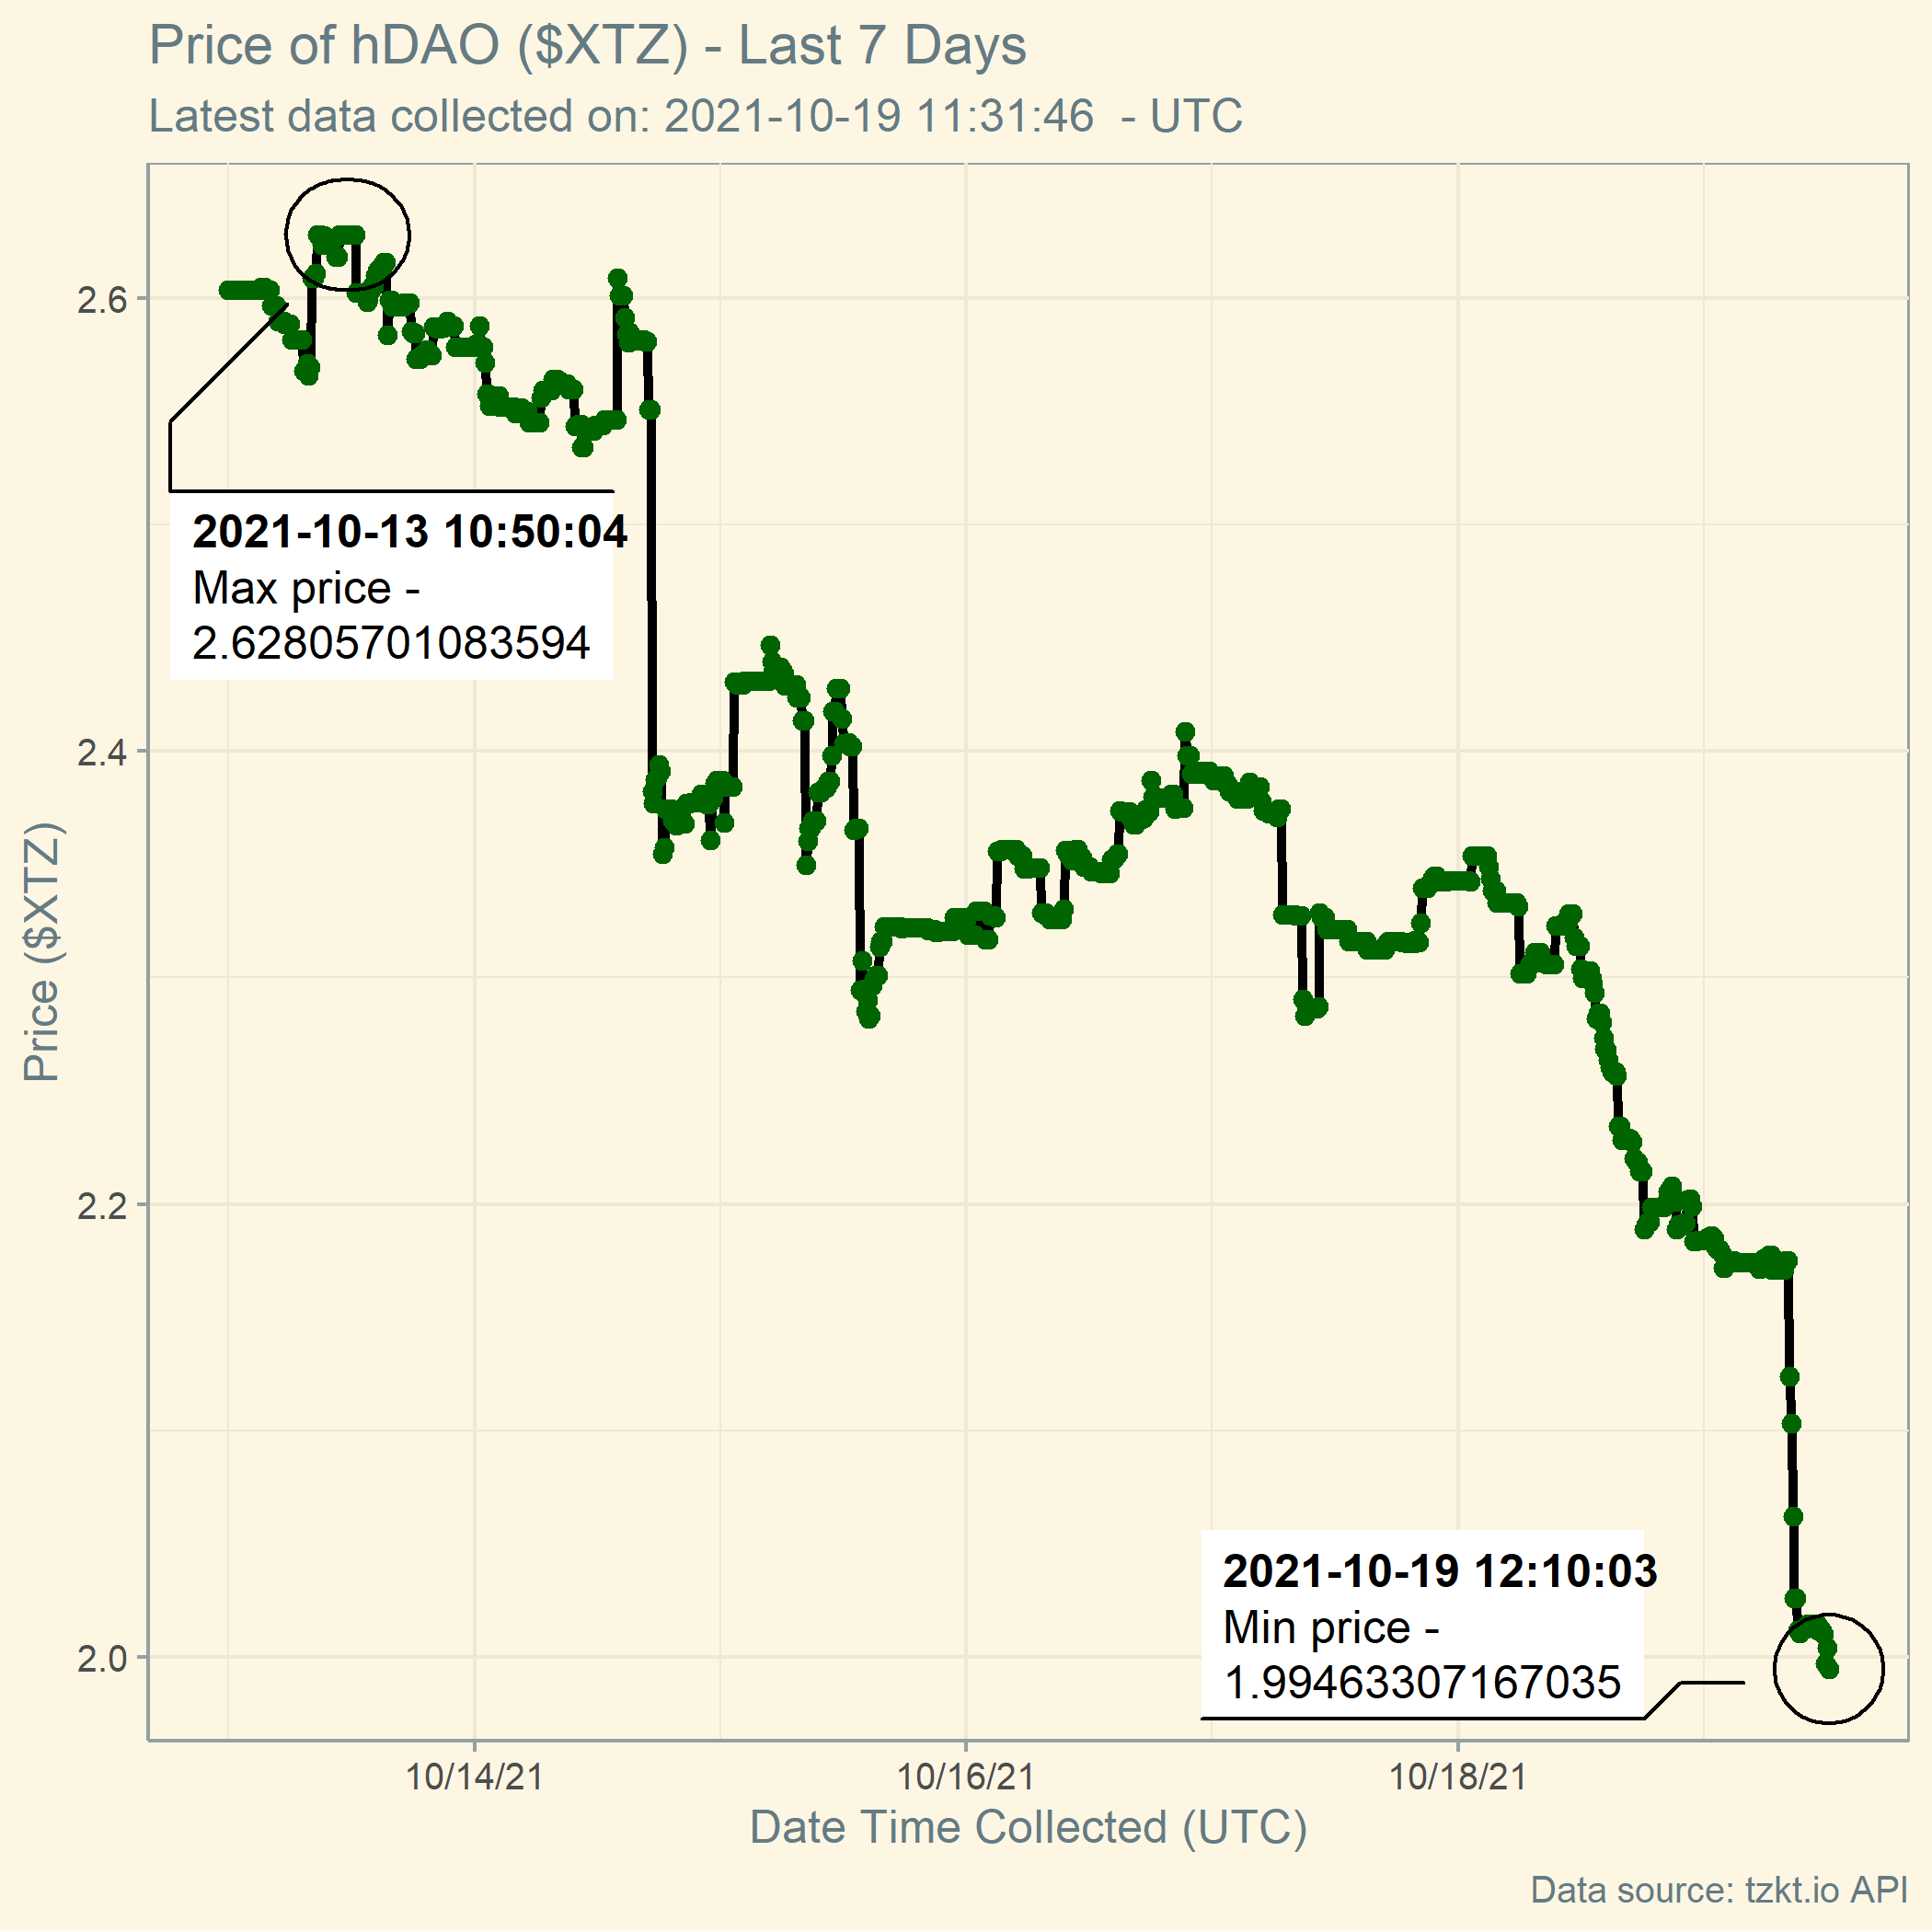 Price of hDAO ($XTZ) - Last 7 Days
Latest data collected on: 2021-10-19 11:31:46  - UTC
2.6
2021-10-13 10:50:04
Max price -
2.62805701083594
2.4
Price ($XTZ)
2.2
2021-10-19 12:10:03
Min price -
1.99463307167035
2.0
10/14/21
10/16/21
10/18/21
Date Time Collected (UTC)
Data source: tzkt.io API